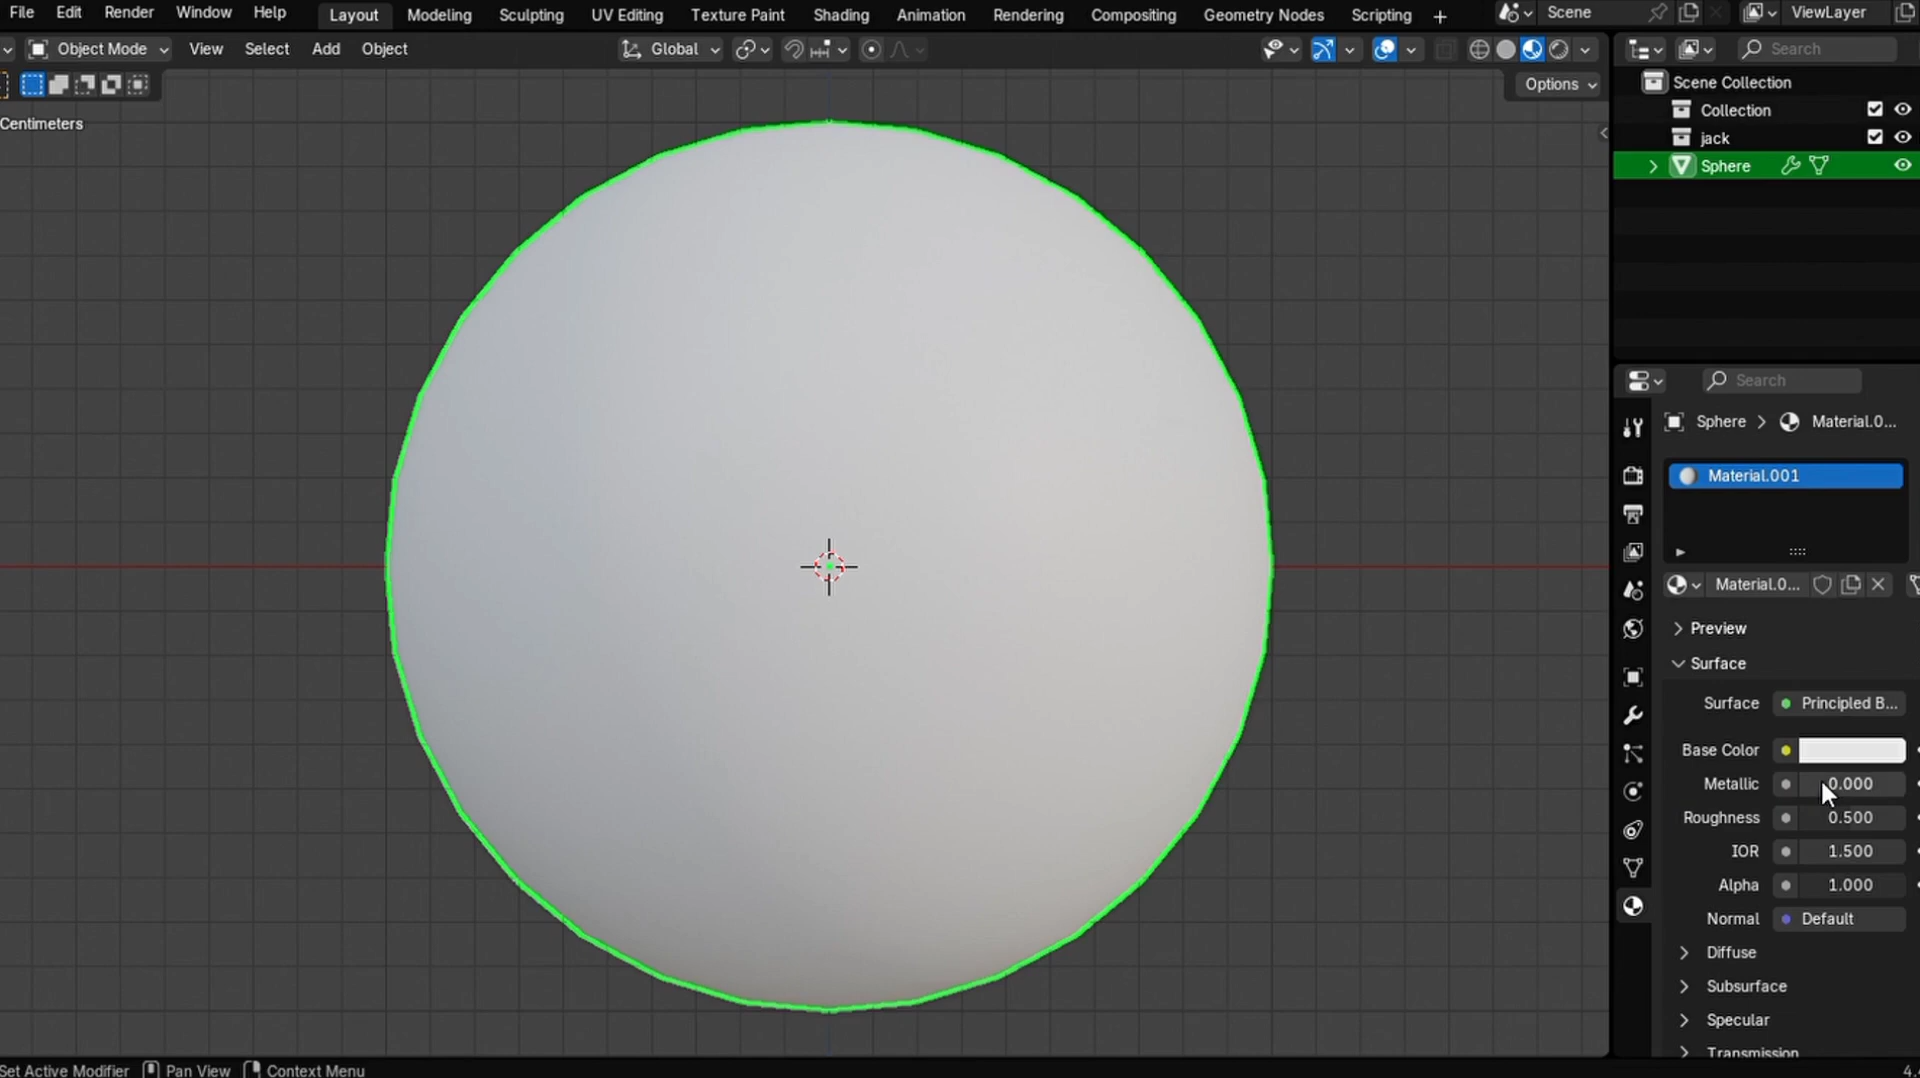 File Edit Render Window Help Layout Modeling Sculpting UV Editing Texture Paint Shading Animation Rendering Compositing Geometry Nodes Scripting + Scene ViewLayer
Object Mode View Select Add Object Global Search
Options
Centimeters
Scene Collection
Collection
jack
Sphere
Search
Sphere > Material.0...
Material.001
Material.0...
Preview
Surface
Surface Principled B...
Base Color
Metallic 0.000
Roughness 0.500
IOR 1.500
Alpha 1.000
Normal Default
Diffuse
Subsurface
Specular
Transmission
Set Active Modifier Pan View Context Menu